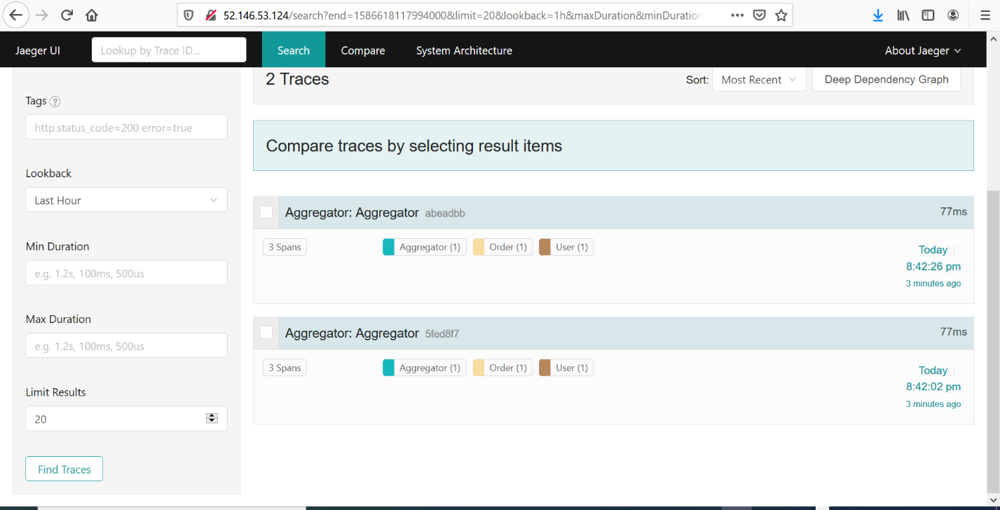 52.146.53.124/search?end=1586618117994000&limit=20&lookback=1h&maxDuration&minDuration
Jaeger UI
Lookup by Trace ID...
Search
Compare
System Architecture
About Jaeger
2 Traces
Sort:
Most Recent
Deep Dependency Graph
Tags ?
http.status_code=200 error=true
Lookback
Last Hour
Min Duration
e.g. 1.2s, 100ms, 500us
Max Duration
e.g. 1.2s, 100ms, 500us
Limit Results
20
Find Traces
Compare traces by selecting result items
Aggregator: Aggregator abeadbb 77ms
3 Spans Aggregator (1) Order (1) User (1)
Today
8:42:26 pm
3 minutes ago
Aggregator: Aggregator 5fed8f7 77ms
3 Spans Aggregator (1) Order (1) User (1)
Today
8:42:02 pm
3 minutes ago